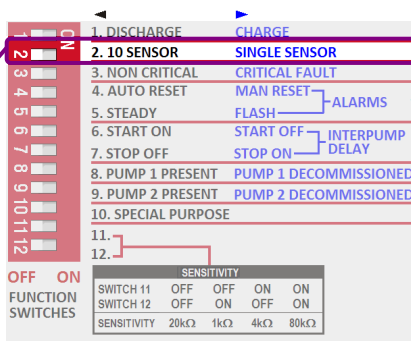 ON
1
2
3
4
5
6
7
8
9
10
11
12
OFF ON
FUNCTION
SWITCHES
1. DISCHARGE CHARGE
2. 10 SENSOR SINGLE SENSOR
3. NON CRITICAL CRITICAL FAULT
4. AUTO RESET MAN RESET
ALARMS
5. STEADY FLASH
6. START ON START OFF
INTERPUMP
DELAY
7. STOP OFF STOP ON
8. PUMP 1 PRESENT PUMP 1 DECOMMISSIONED
9. PUMP 2 PRESENT PUMP 2 DECOMMISSIONED
10. SPECIAL PURPOSE
11.
12.
SENSITIVITY
SWITCH 11 OFF OFF ON ON
SWITCH 12 OFF ON OFF ON
SENSITIVITY 20kΩ 1kΩ 4kΩ 80kΩ